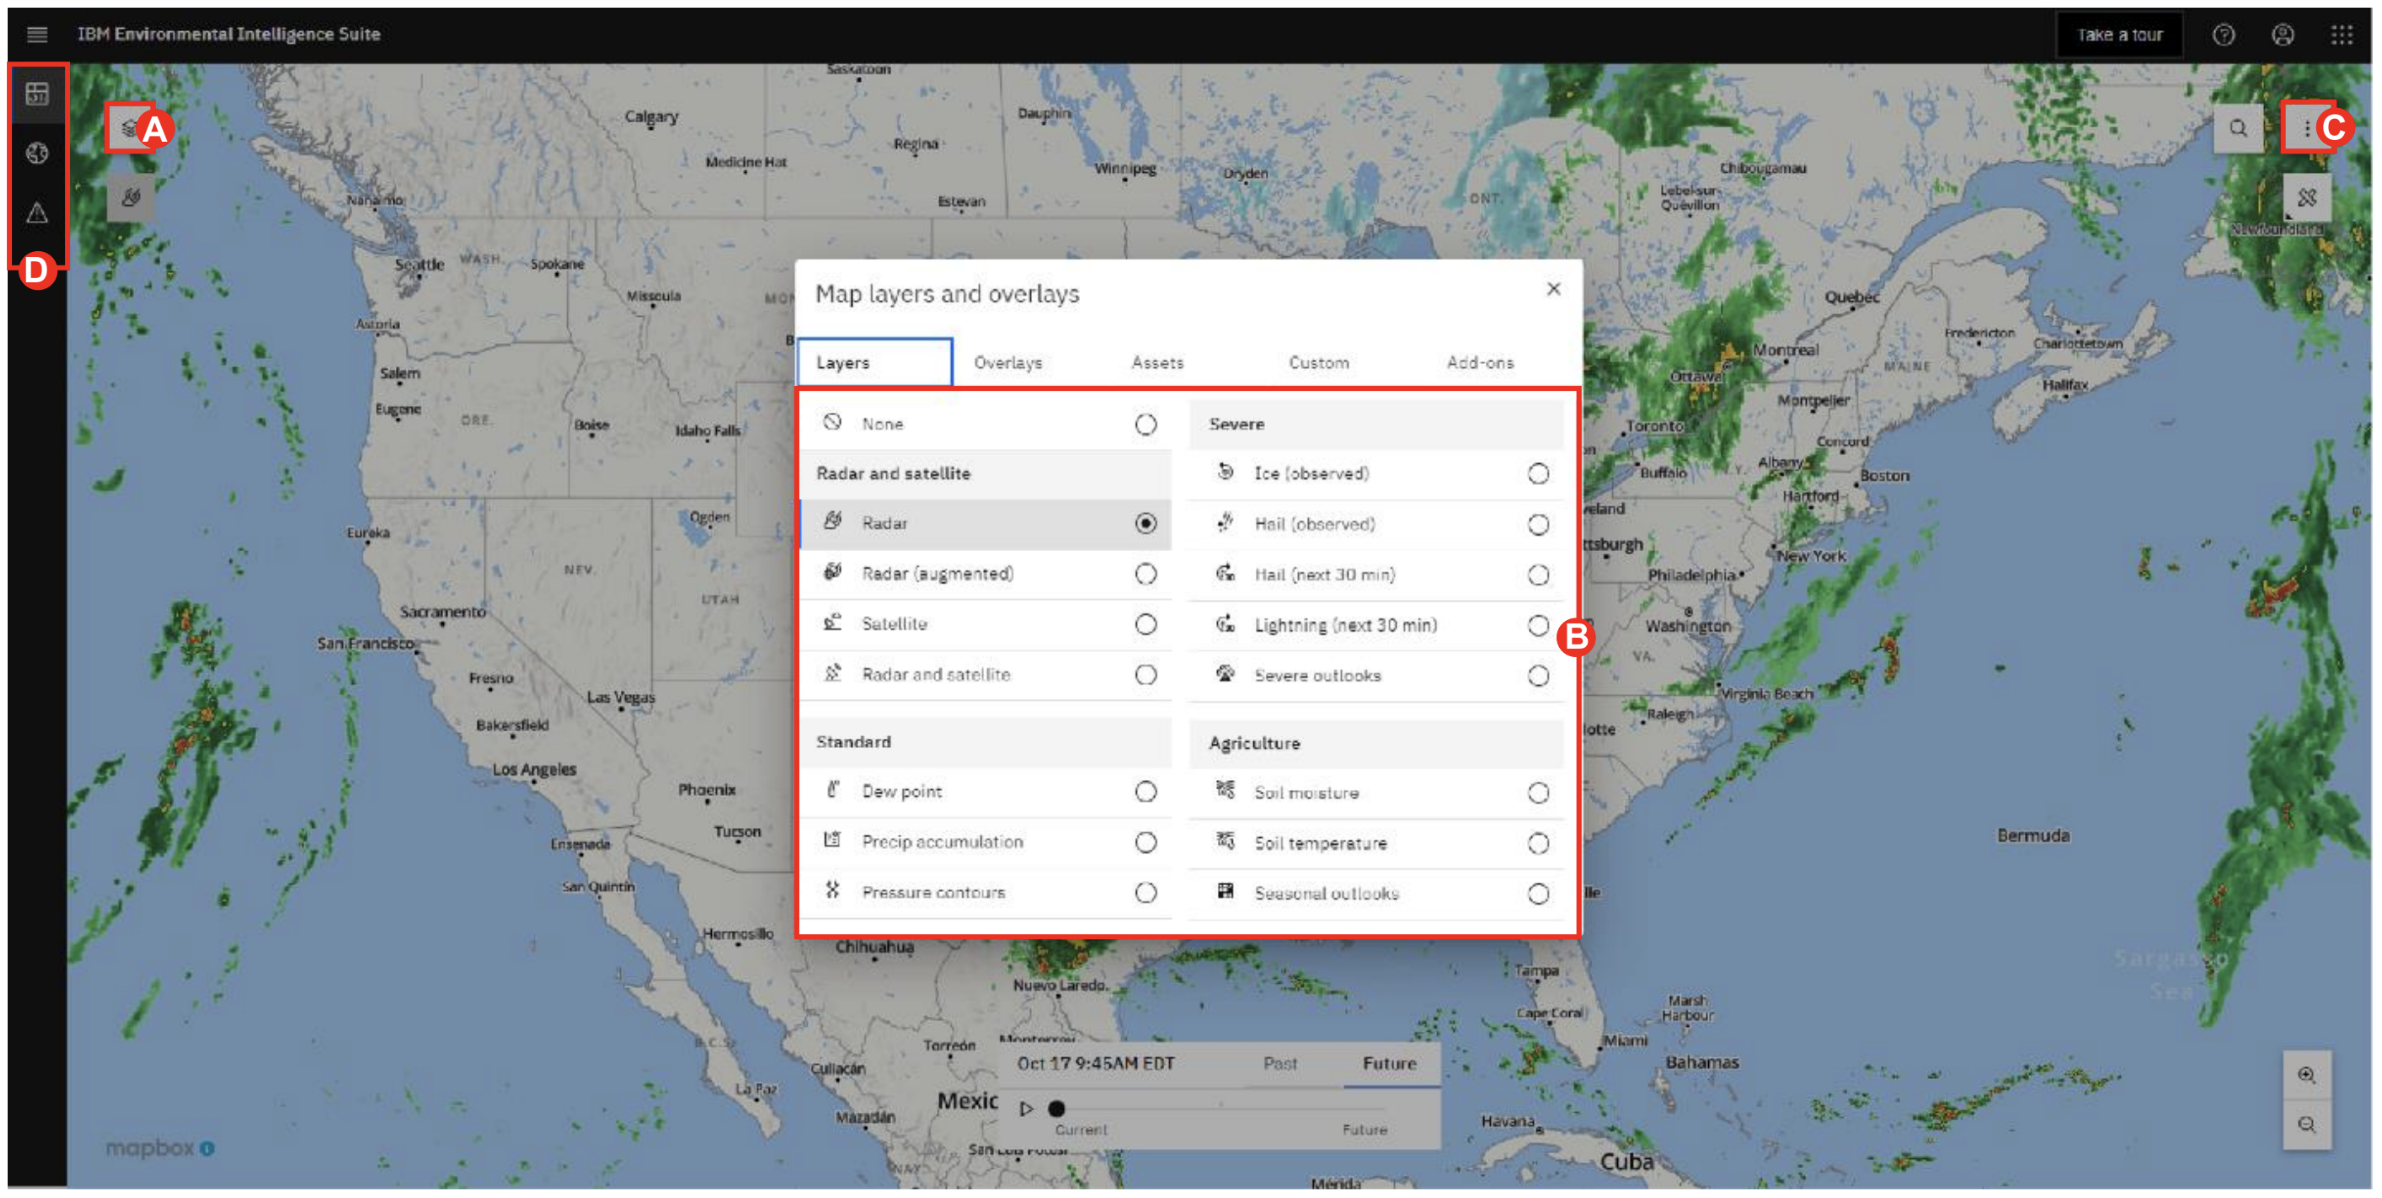 IBM Environmental Intelligence Suite
Take a tour
A
C
D
Saskatoon
Calgary
Dauphin
Regina
Medicine Hat
Winnipeg
Dryden
Chibougamau
Lebel-sur-
Quévillon
ONT.
Nanaimo
Estevan
Newfoundland
Seattle
WASH.
Spokane
Missoula
Quebec
Astoria
Fredericton
Charlottetown
Montreal
MAINE
Ottawa
Halifax
Salem
Eugene
ORE.
Boise
Idaho Falls
Montpelier
Toronto
Concord
Albany
Buffalo
Boston
Hartford
Ogden
Eureka
New York
NEV.
Philadelphia
UTAH
Sacramento
San Francisco
Washington
VA.
Fresno
Las Vegas
Virginia Beach
Raleigh
Bakersfield
Los Angeles
Phoenix
Tucson
Ensenada
San Quintín
Bermuda
Map layers and overlays
Layers
Overlays
Assets
Custom
Add-ons
None
Radar and satellite
Radar
Radar (augmented)
Satellite
Radar and satellite
Standard
Dew point
Precip accumulation
Pressure contours
Severe
Ice (observed)
Hail (observed)
Hail (next 30 min)
Lightning (next 30 min)
Severe outlooks
Agriculture
Soil moisture
Soil temperature
Seasonal outlooks
B
Hermosillo
Chihuahua
Sargasso
Sea
Tampa
Nuevo Laredo
Marsh
Harbour
Cape Coral
B.C.S.
Torreón
Monterrey
Miami
Bahamas
Culiacán
La Paz
Mazatlán
Mexic
Oct 17 9:45AM EDT
Past
Future
Current
Future
Havana
San Luis Potosí
NAY.
Cuba
Mérida
mapbox